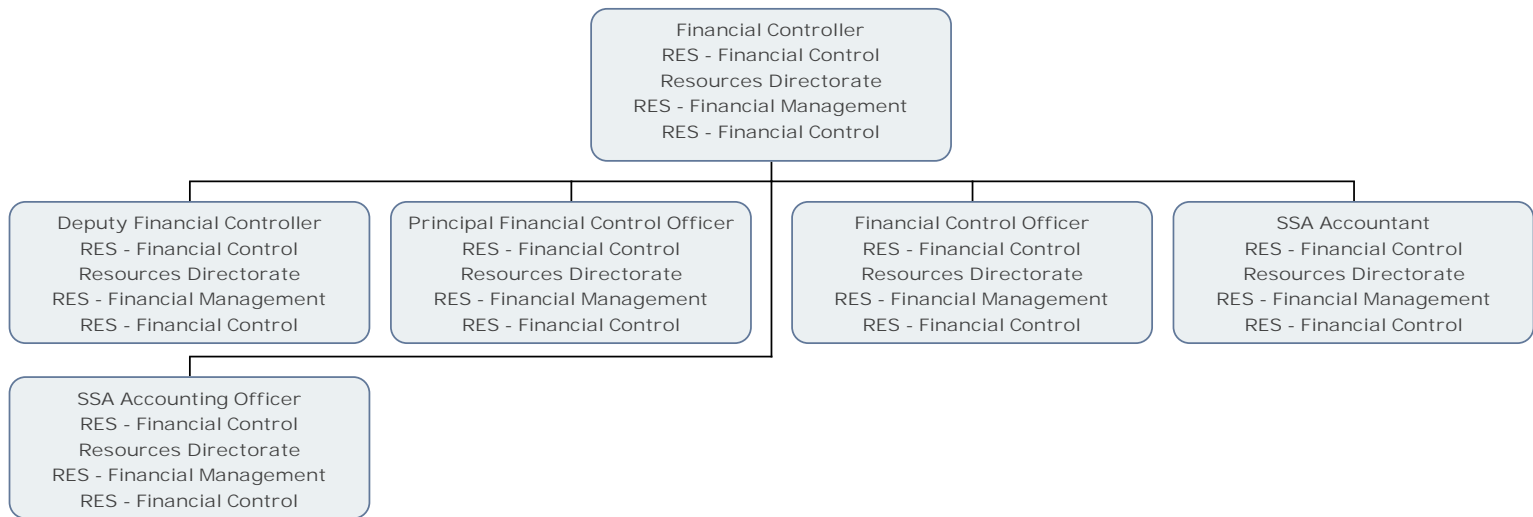 Financial Controller
RES - Financial Control
Resources Directorate
RES - Financial Management
RES - Financial Control
Deputy Financial Controller
RES - Financial Control
Resources Directorate
RES - Financial Management
RES - Financial Control
Principal Financial Control Officer
RES - Financial Control
Resources Directorate
RES - Financial Management
RES - Financial Control
Financial Control Officer
RES - Financial Control
Resources Directorate
RES - Financial Management
RES - Financial Control
SSA Accountant
RES - Financial Control
Resources Directorate
RES - Financial Management
RES - Financial Control
SSA Accounting Officer
RES - Financial Control
Resources Directorate
RES - Financial Management
RES - Financial Control